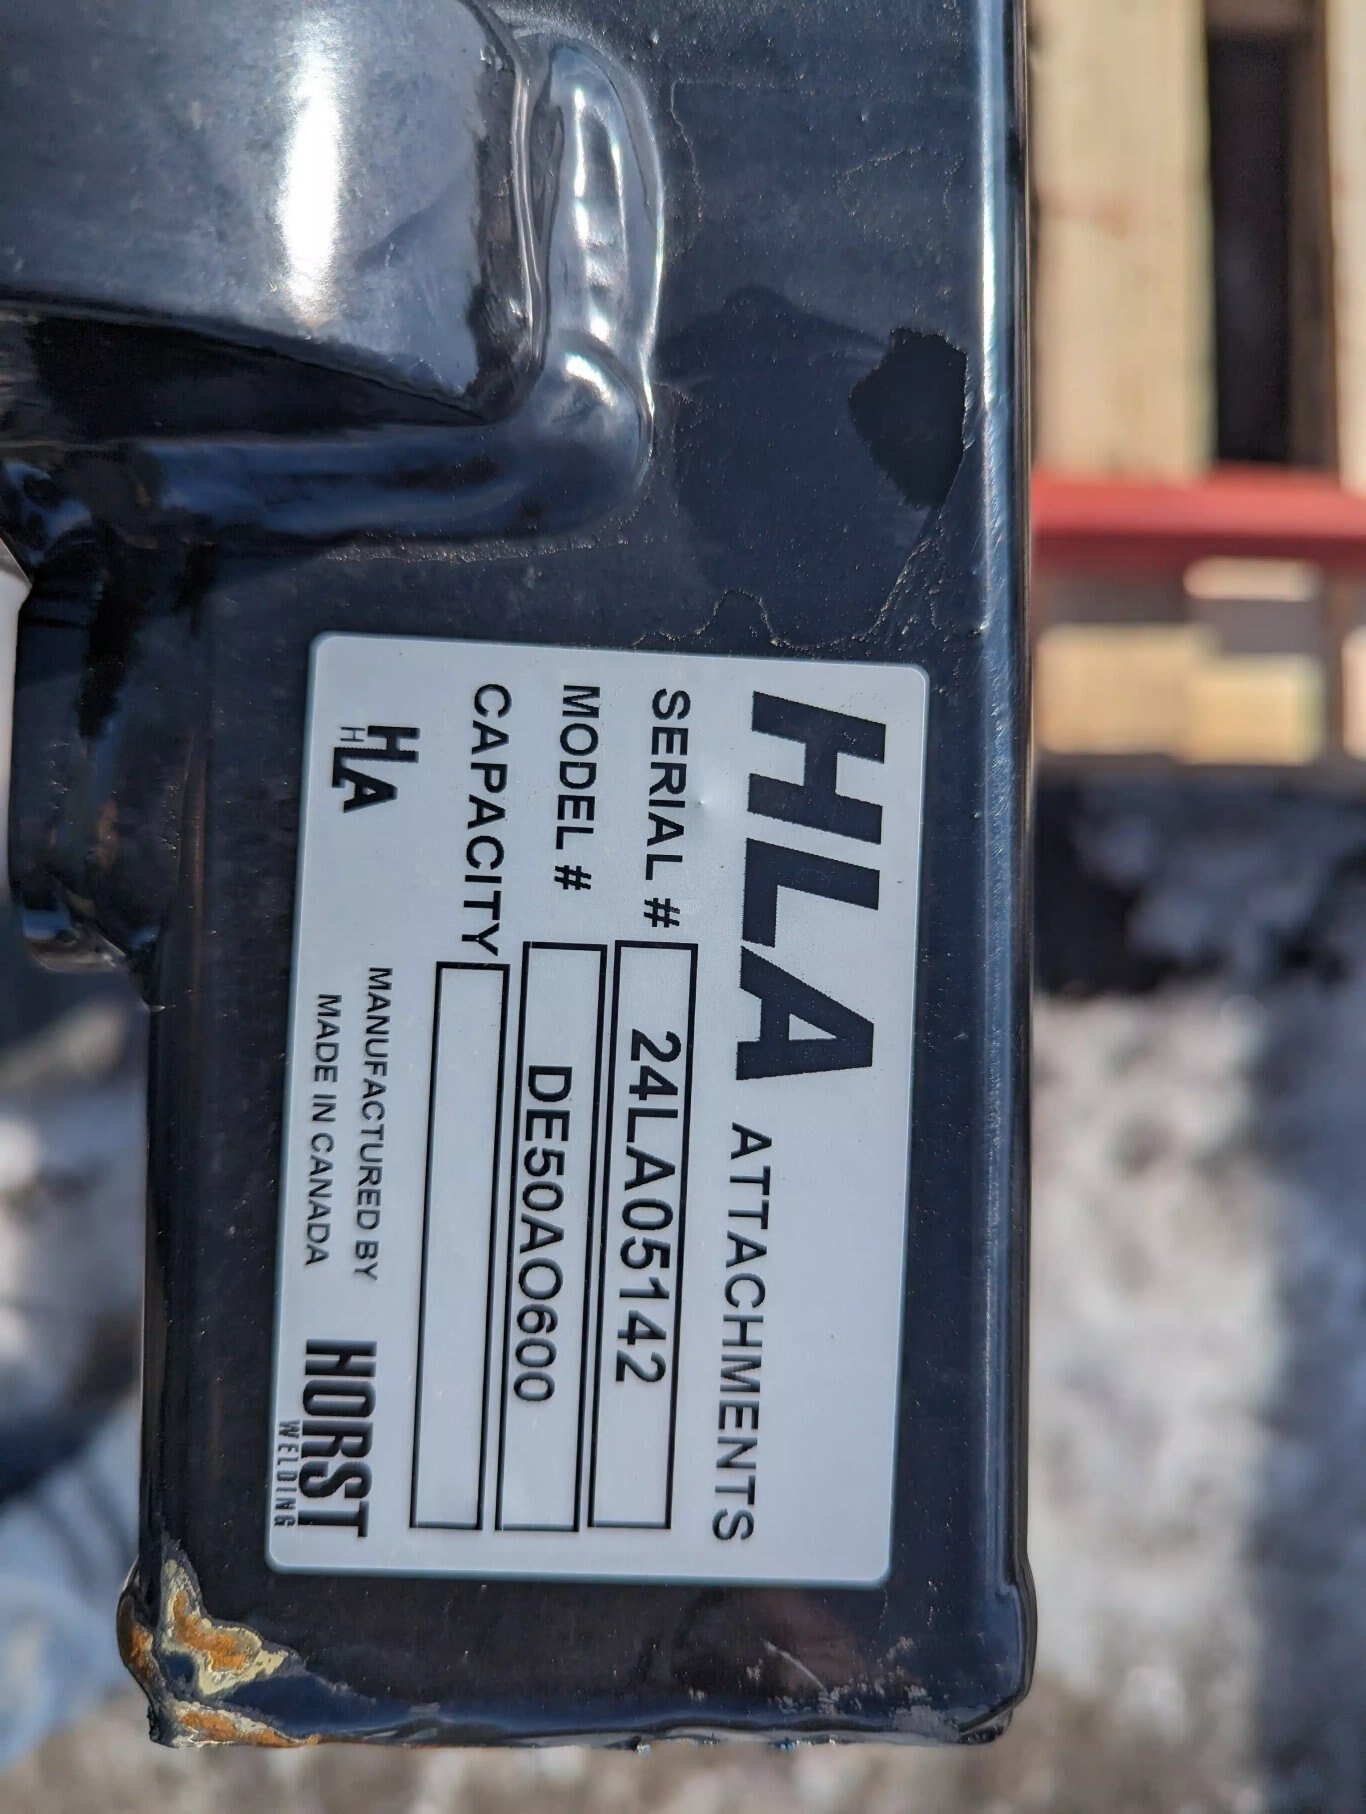 HLA ATTACHMENTS
SERIAL # 24LA05142
MODEL # DE50AO600
CAPACITY
HLA
H
MANUFACTURED BY
MADE IN CANADA
HORST
WELDING